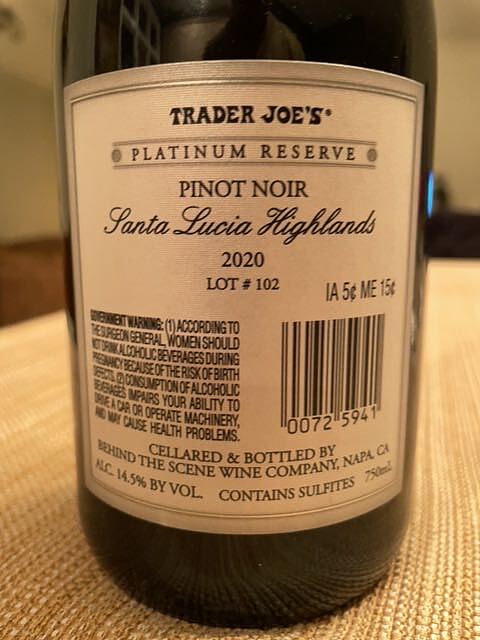 TRADER JOE'S®
PLATINUM RESERVE
PINOT NOIR
Santa Lucia Highlands
2020
LOT # 102
IA 5¢ ME 15¢
GOVERNMENT WARNING: (1) ACCORDING TO
THE SURGEON GENERAL, WOMEN SHOULD
NOT DRINK ALCOHOLIC BEVERAGES DURING
PREGNANCY BECAUSE OF THE RISK OF BIRTH
DEFECTS. (2) CONSUMPTION OF ALCOHOLIC
BEVERAGES IMPAIRS YOUR ABILITY TO
DRIVE A CAR OR OPERATE MACHINERY,
AND MAY CAUSE HEALTH PROBLEMS.
0072 5941
CELLARED & BOTTLED BY
BEHIND THE SCENE WINE COMPANY, NAPA, CA
ALC. 14.5% BY VOL. CONTAINS SULFITES 750mL